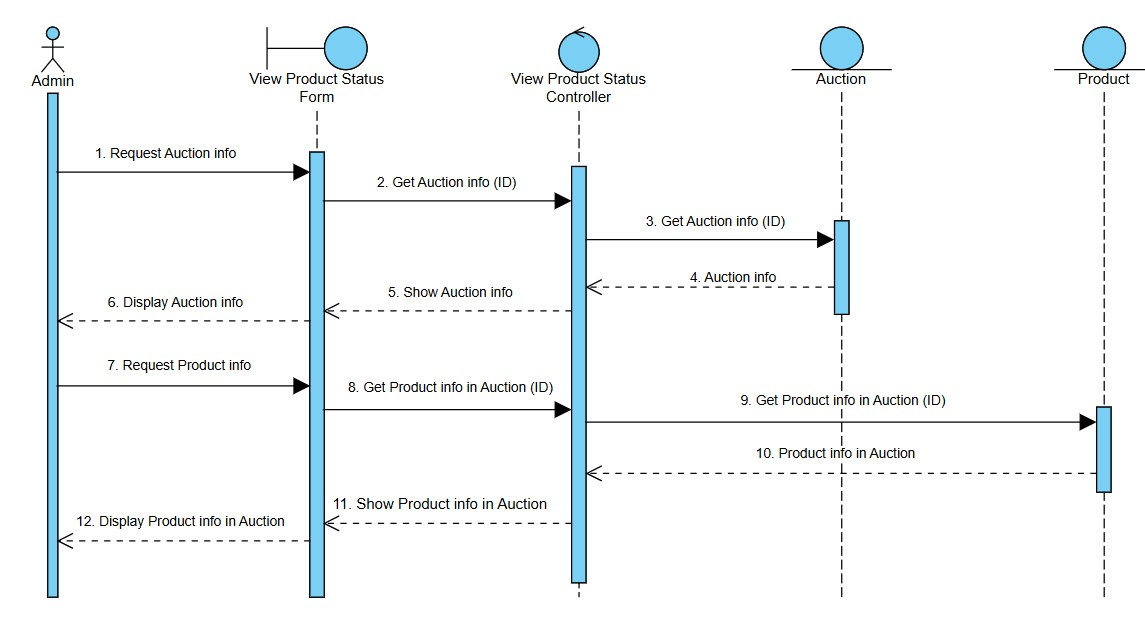 Admin
View Product Status
Form
View Product Status
Controller
Auction
Product
1. Request Auction info
2. Get Auction info (ID)
3. Get Auction info (ID)
4. Auction info
5. Show Auction info
6. Display Auction info
7. Request Product info
8. Get Product info in Auction (ID)
9. Get Product info in Auction (ID)
10. Product info in Auction
11. Show Product info in Auction
12. Display Product info in Auction